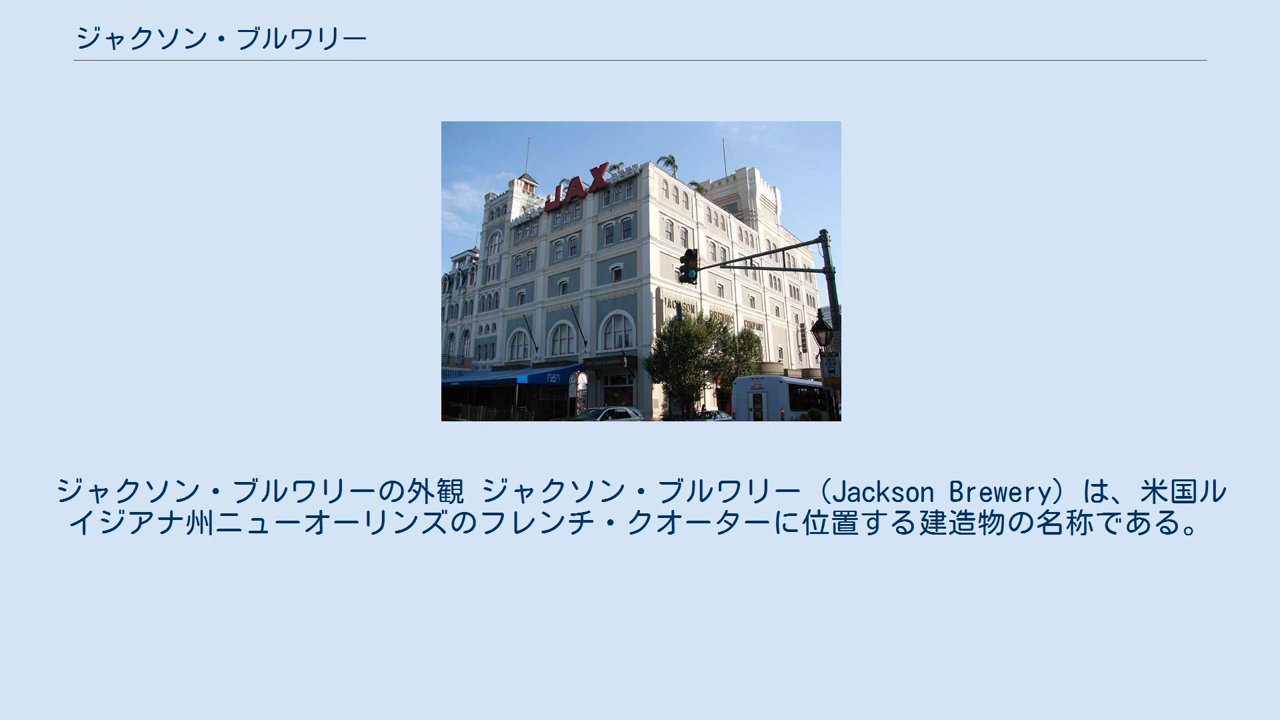 ジャクソン・ブルワリー
JAX
JACKSON
ジャクソン・ブルワリーの外観 ジャクソン・ブルワリー（Jackson Brewery）は、米国ル
イジアナ州ニューオーリンズのフレンチ・クオーターに位置する建造物の名称である。